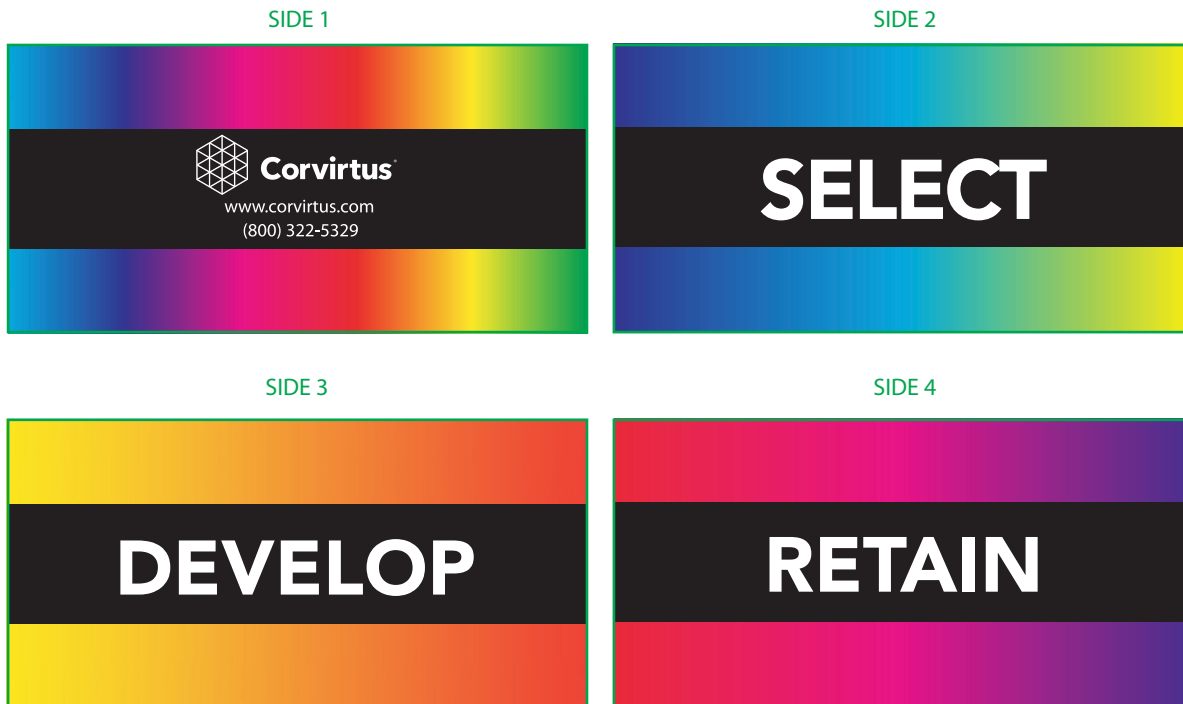 SIDE 1
Corvirtus
www.corvirtus.com
(800) 322-5329
SIDE 2
SELECT
SIDE 3
DEVELOP
SIDE 4
RETAIN